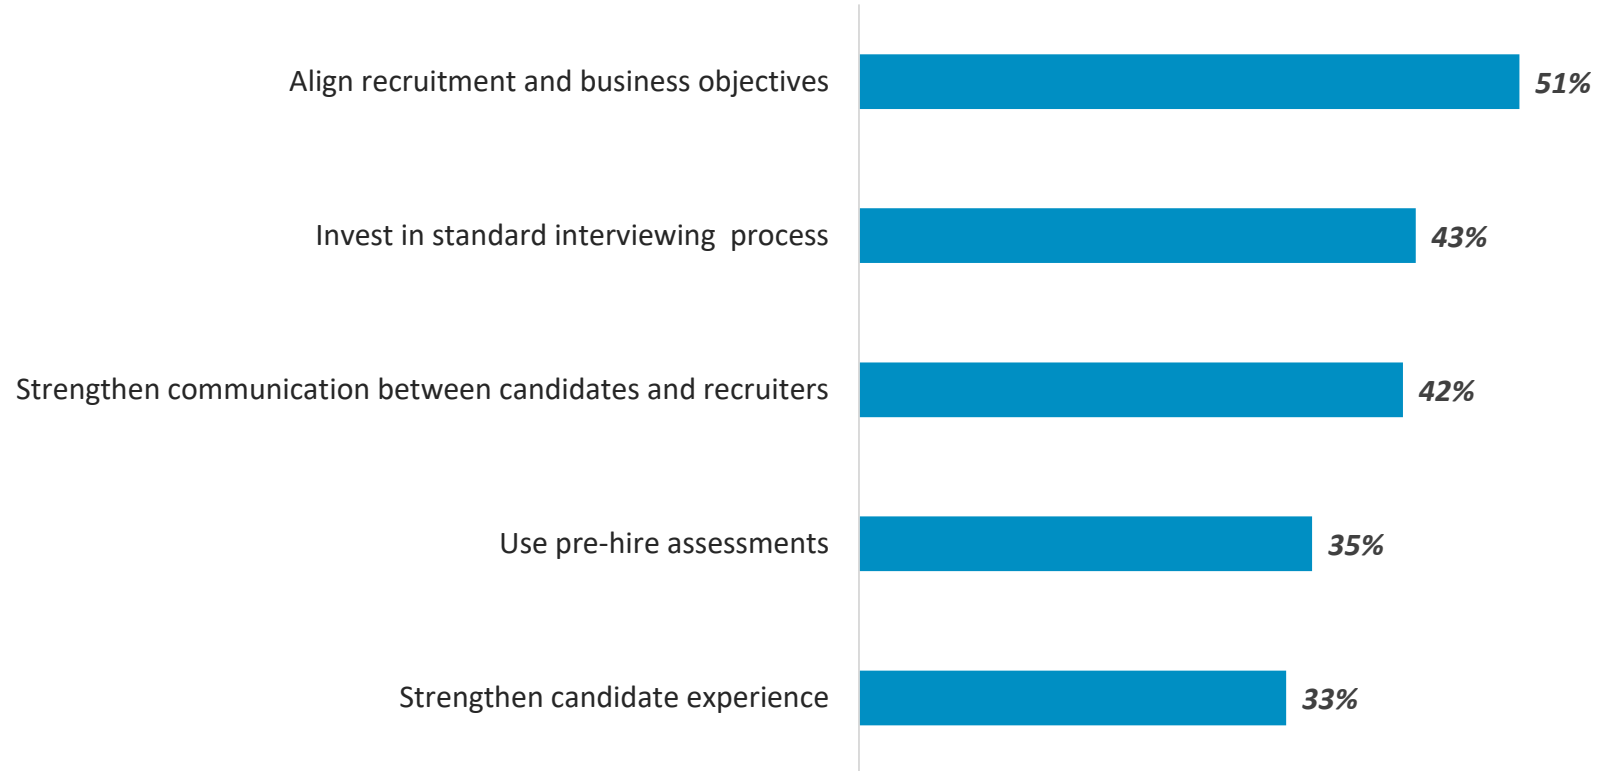 Align recruitment and business objectives 51%
Invest in standard interviewing  process 43%
Strengthen communication between candidates and recruiters 42%
Use pre-hire assessments 35%
Strengthen candidate experience 33%